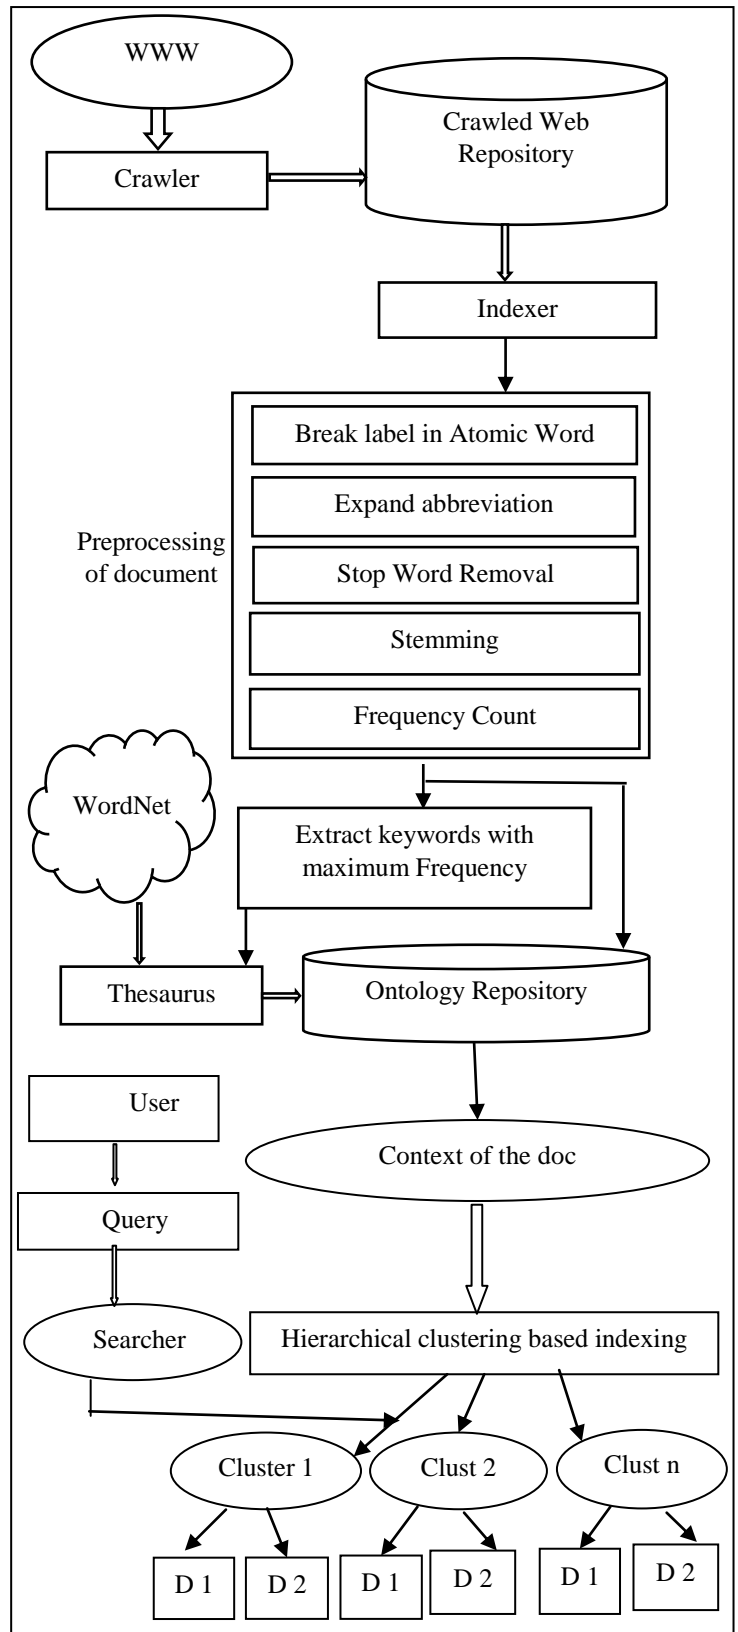 WWW
Crawled Web
Repository
Crawler
Indexer
Break label in Atomic Word
Expand abbreviation
Preprocessing
of document
Stop Word Removal
Stemming
Frequency Count
WordNet
Extract keywords with
maximum Frequency
Thesaurus
Ontology Repository
User
Context of the doc
Query
Searcher
Hierarchical clustering based indexing
Cluster 1
Clust 2
Clust n
D 1
D 2
D 1
D 2
D 1
D 2